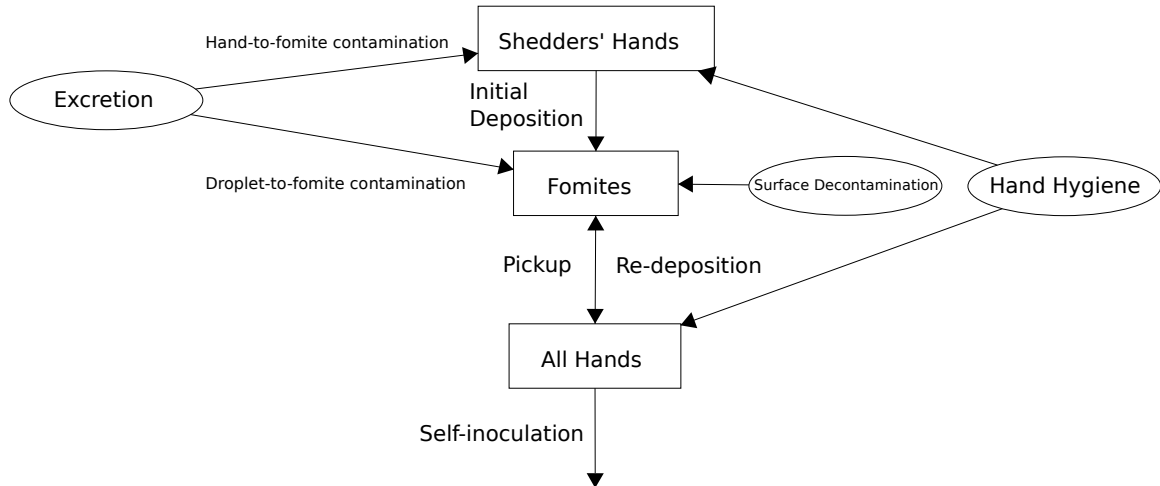 Shedders' Hands
Hand-to-fomite contamination
Excretion
Initial
Deposition
Droplet-to-fomite contamination
Fomites
Surface Decontamination
Hand Hygiene
Pickup
Re-deposition
All Hands
Self-inoculation